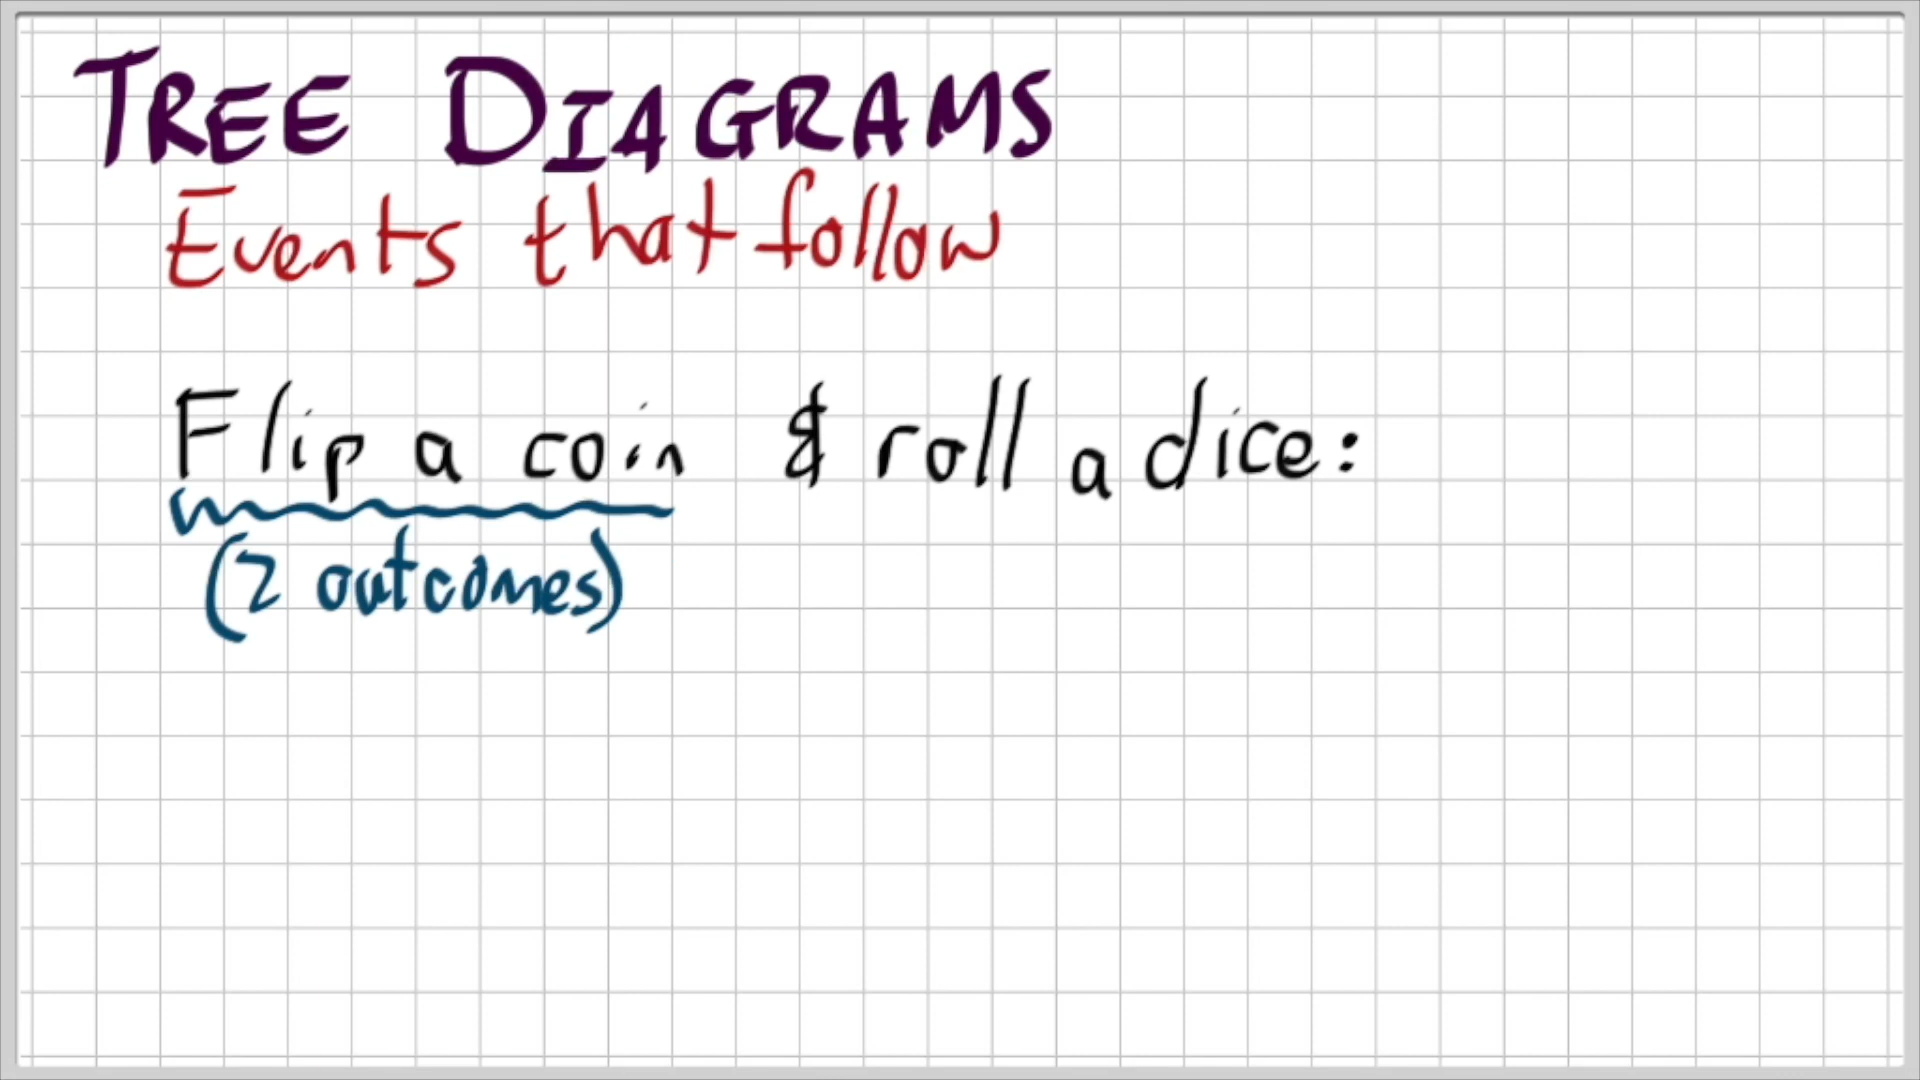 TREE DIAGRAMS
Events that follow
Flip a coin & roll a dice:
(2 outcomes)